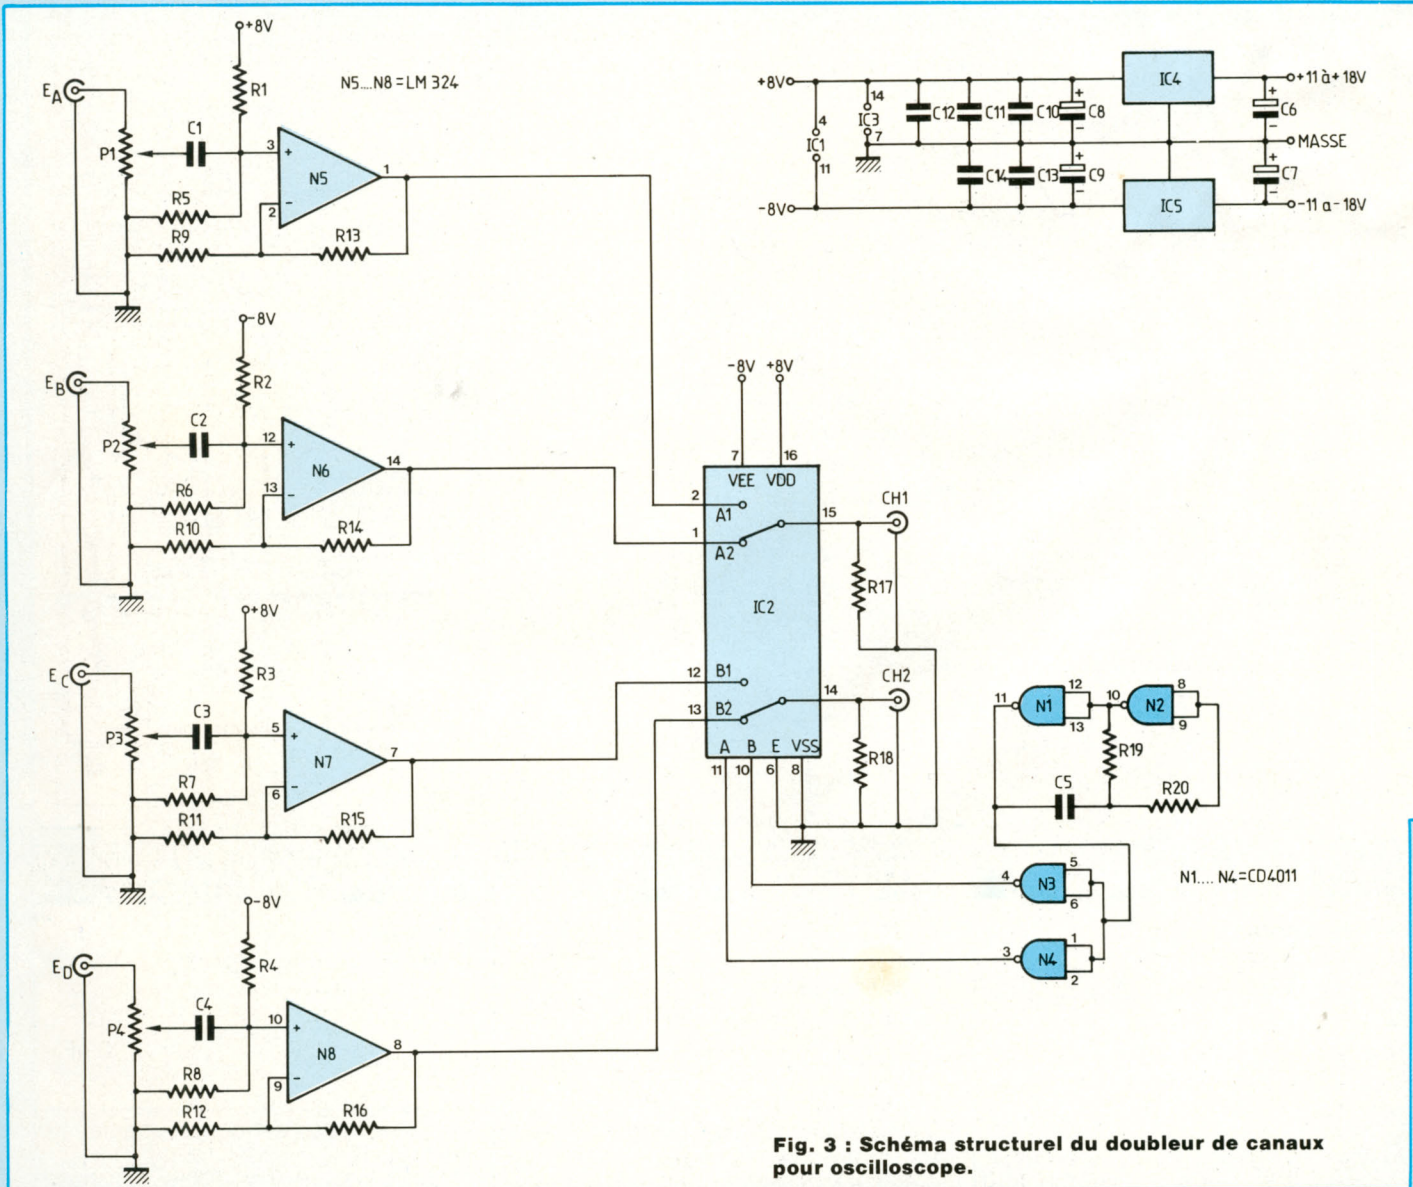 +8V
E A
R1
N5....N8=LM 324
C1
P1
3
+
N5
1
R5
2
−
R9
R13
-8V
E B
R2
C2
P2
12
+
N6
14
R6
13
−
R10
R14
+8V
E C
R3
C3
P3
5
+
N7
7
R7
6
−
R11
R15
-8V
E D
R4
C4
P4
10
+
N8
8
R8
9
−
R12
R16
+8V
IC4
+11 à +18V
14
4
IC3
IC1
7
11
C12
C11
C10
+
C8
−
+
C6
−
MASSE
C14
C13
+
C9
−
+
C7
−
-8V
IC5
-11 a -18V
-8V
+8V
7
16
VEE
VDD
2
A1
15
CH1
1
A2
R17
IC2
12
B1
14
CH2
13
B2
R18
A B E VSS
11 10 6 8
11
N1
12
13
10
N2
8
9
R19
C5
R20
4
N3
5
6
N1.... N4=CD4011
3
N4
1
2
Fig. 3 : Schéma structurel du doubleur de canaux
pour oscilloscope.